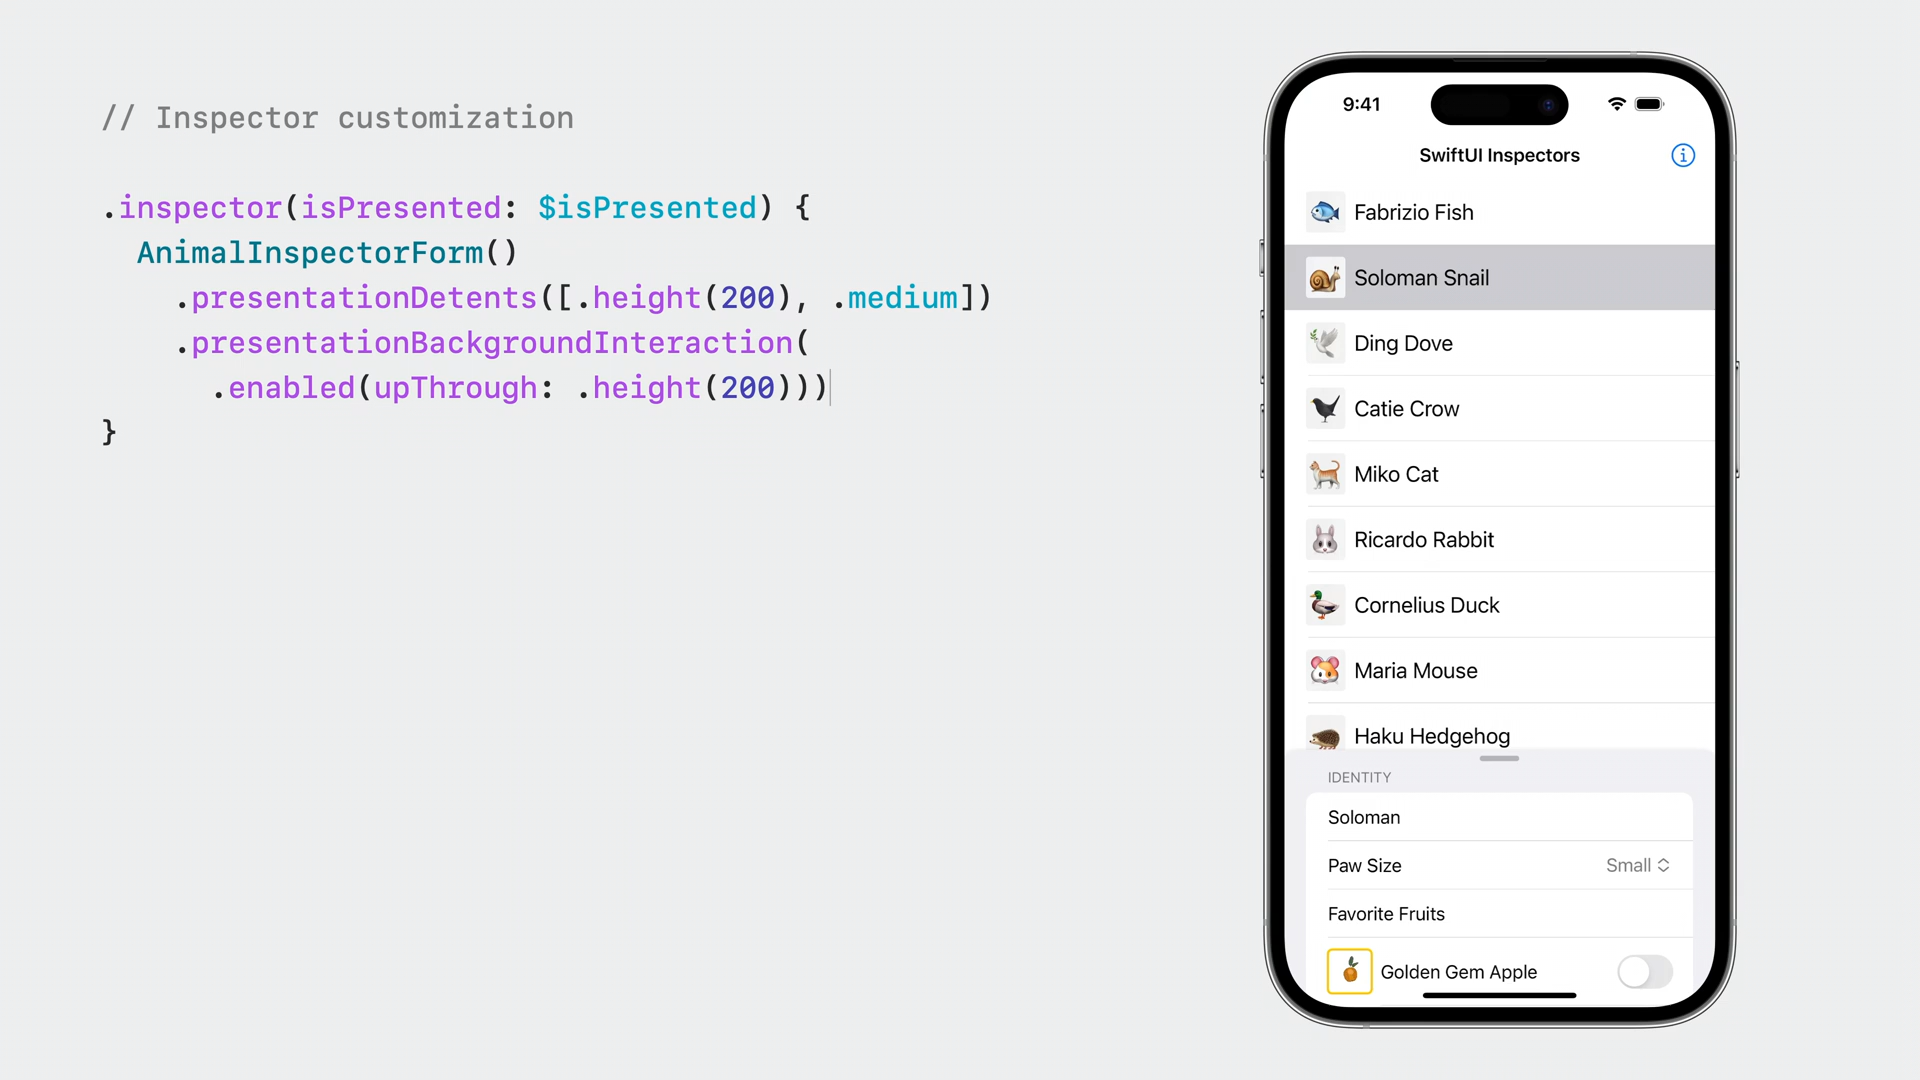 // Inspector customization
.inspector(isPresented: $isPresented) {
  AnimalInspectorForm()
    .presentationDetents([.height(200), .medium])
    .presentationBackgroundInteraction(
      .enabled(upThrough: .height(200)))
}
9:41
SwiftUI Inspectors
Fabrizio Fish
Soloman Snail
Ding Dove
Catie Crow
Miko Cat
Ricardo Rabbit
Cornelius Duck
Maria Mouse
Haku Hedgehog
IDENTITY
Soloman
Paw Size Small
Favorite Fruits
Golden Gem Apple